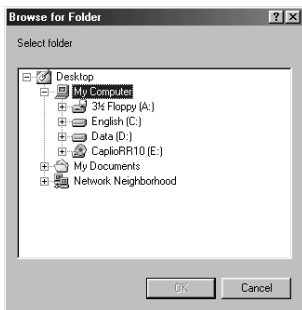 Browse for Folder
Select folder
Desktop
My Computer
3½ Floppy (A:)
English (C:)
Data (D:)
CaplioRR10 (E:)
My Documents
Network Neighborhood
OK Cancel